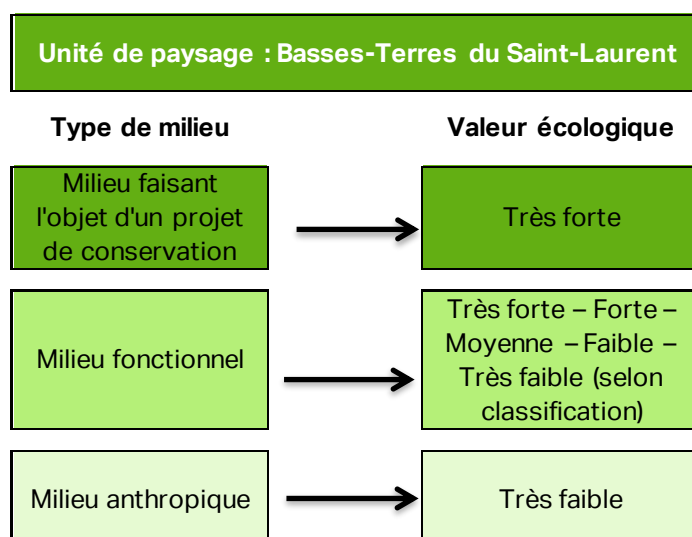 Unité de paysage : Basses-Terres du Saint-Laurent
Type de milieu
Valeur écologique
Milieu faisant
l'objet d'un projet
de conservation
Très forte
Milieu fonctionnel
Très forte – Forte –
Moyenne – Faible –
Très faible (selon
classification)
Milieu anthropique
Très faible